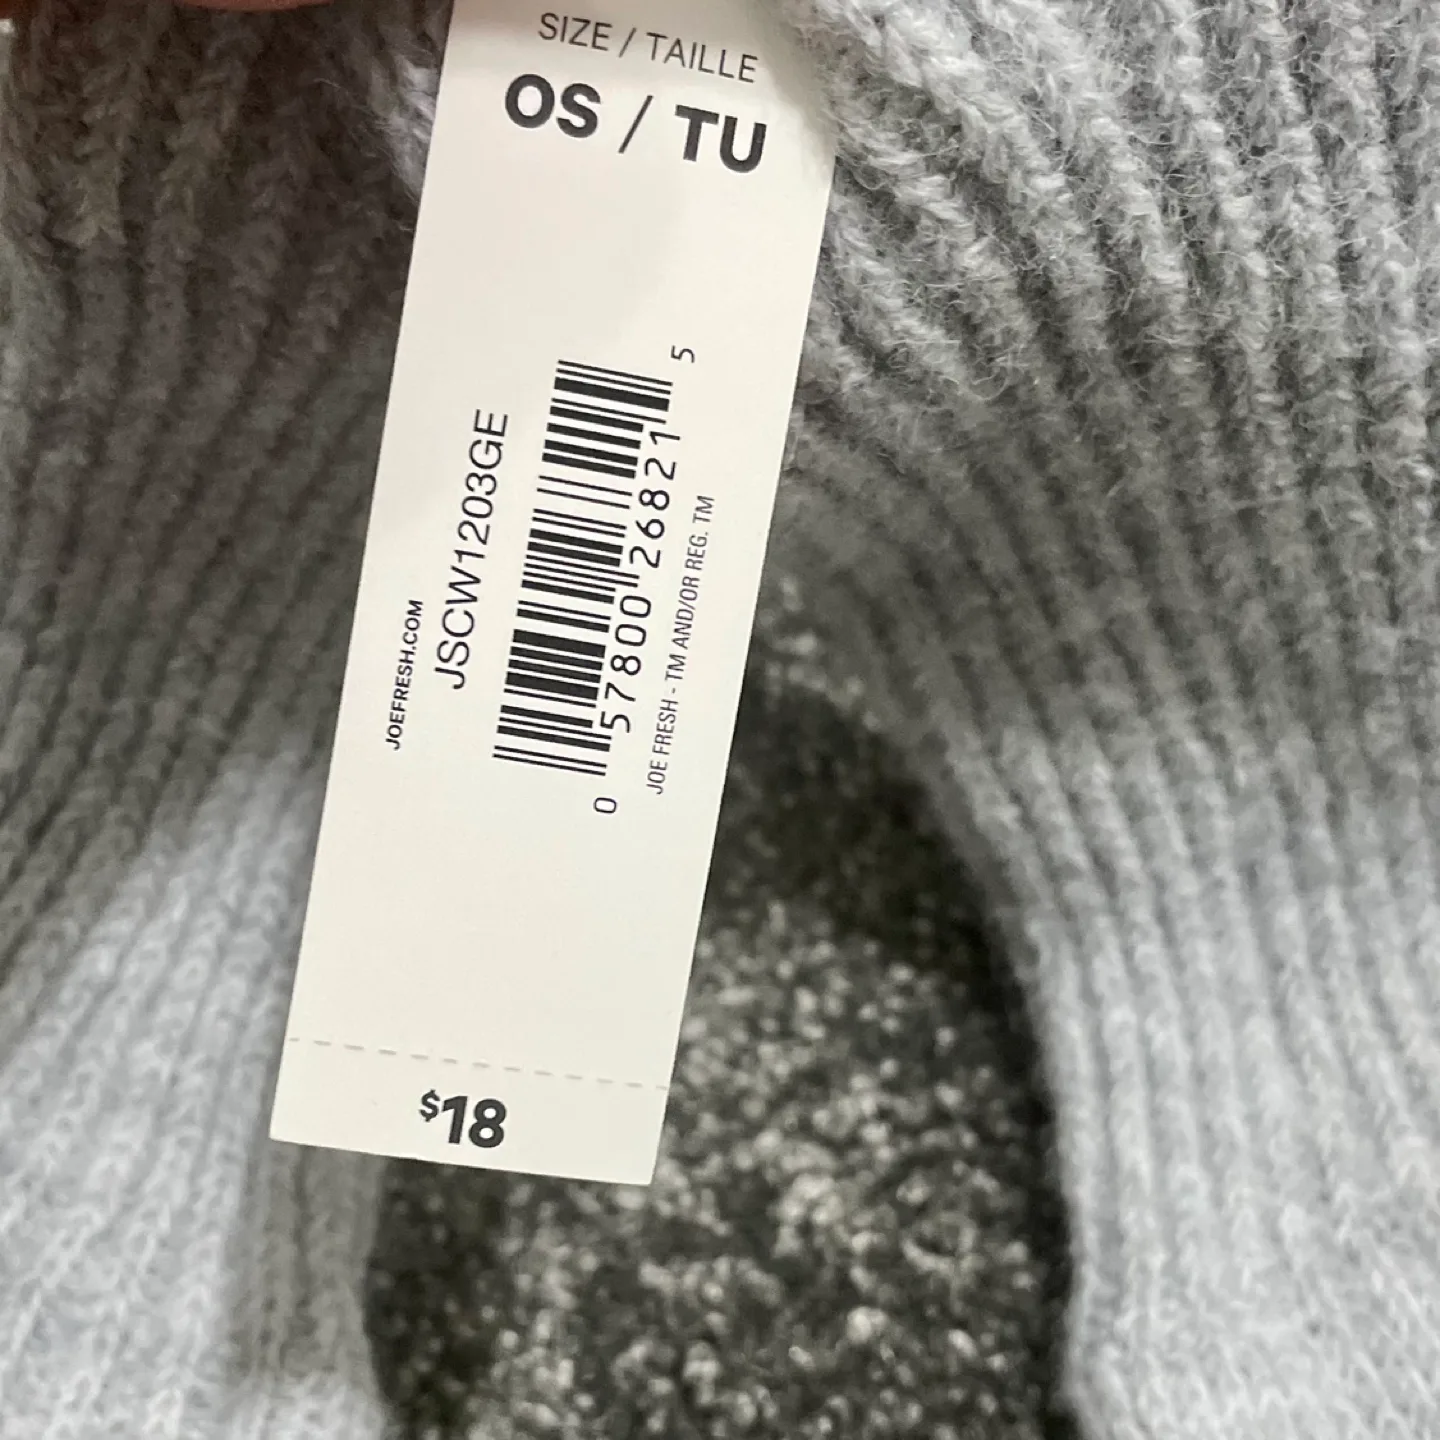 SIZE / TAILLE
OS / TU
JOEFRESH.COM
JSCW1203GE
0 57800 26821 5
JOE FRESH - TM AND/OR REG. TM
$18